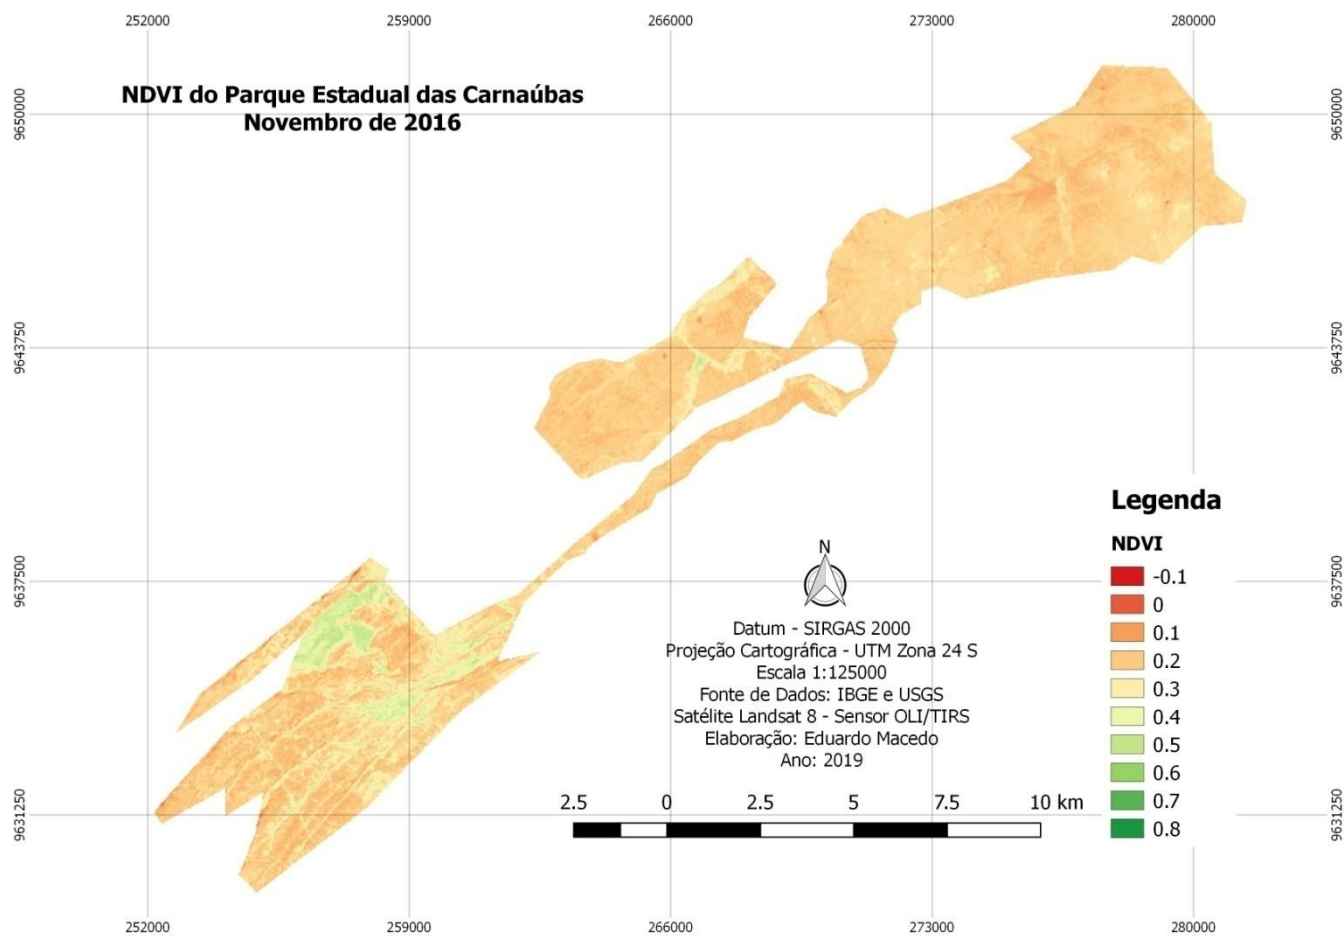 252000 259000 266000 273000 280000
NDVI do Parque Estadual das Carnaúbas
Novembro de 2016
9650000 9650000
9643750 9643750
9637500 9637500
9631250 9631250
N
Datum - SIRGAS 2000
Projeção Cartográfica - UTM Zona 24 S
Escala 1:125000
Fonte de Dados: IBGE e USGS
Satélite Landsat 8 - Sensor OLI/TIRS
Elaboração: Eduardo Macedo
Ano: 2019
2.5 0 2.5 5 7.5 10 km
Legenda
NDVI
-0.1
0
0.1
0.2
0.3
0.4
0.5
0.6
0.7
0.8
252000 259000 266000 273000 280000